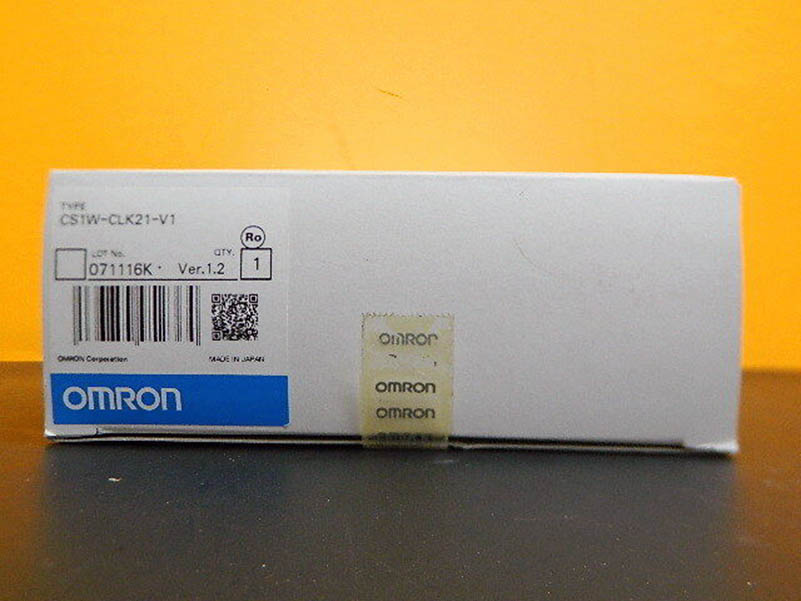 TYPE
CS1W-CLK21-V1
Ro
LOT No.
QTY.
071116K · Ver.1.2
1
OMRON Corporation
MADE IN JAPAN
OMRON
OMRON
OMRON
OMRON